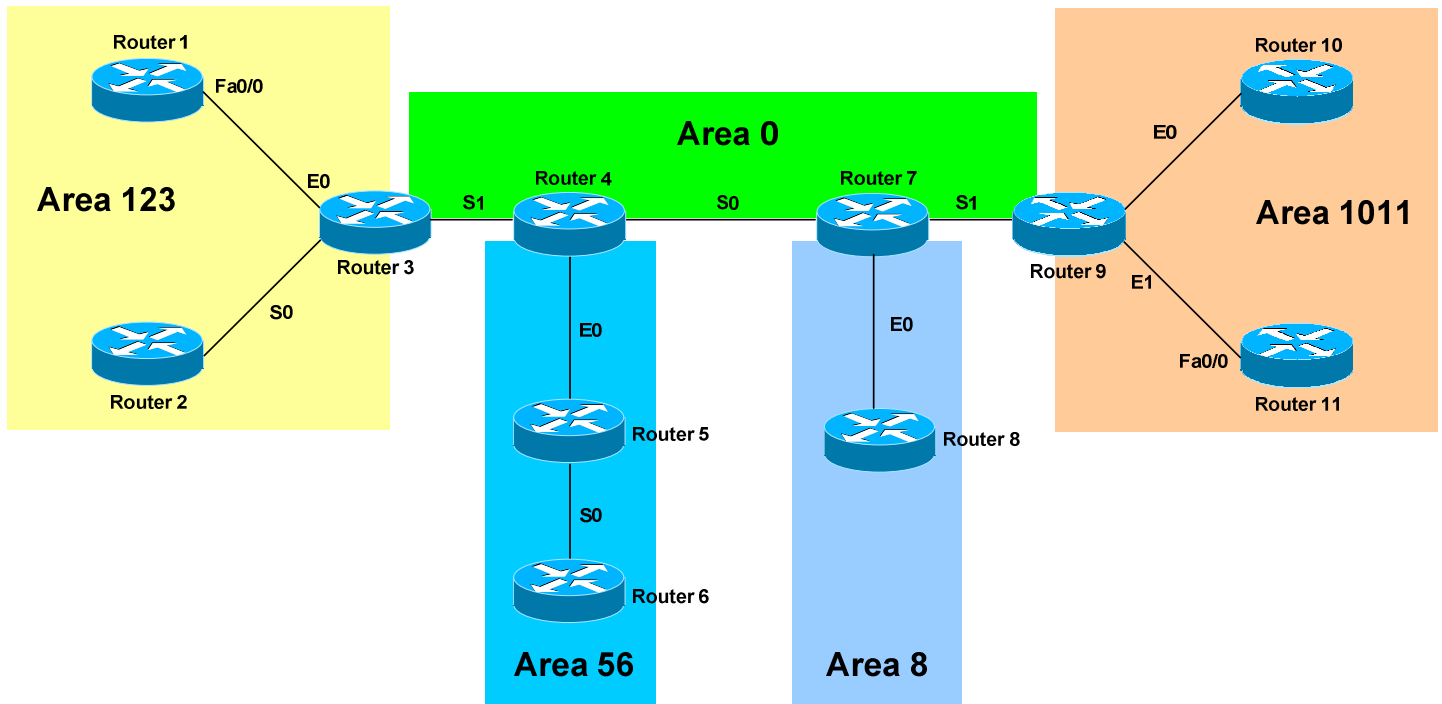 Router 1
Fa0/0
Area 123
E0
Router 3
S0
Router 2
Area 0
S1
Router 4
S0
Router 7
S1
Router 9
E0
Router 5
S0
Router 6
Area 56
E0
Router 8
Area 8
Router 10
E0
Area 1011
E1
Fa0/0
Router 11